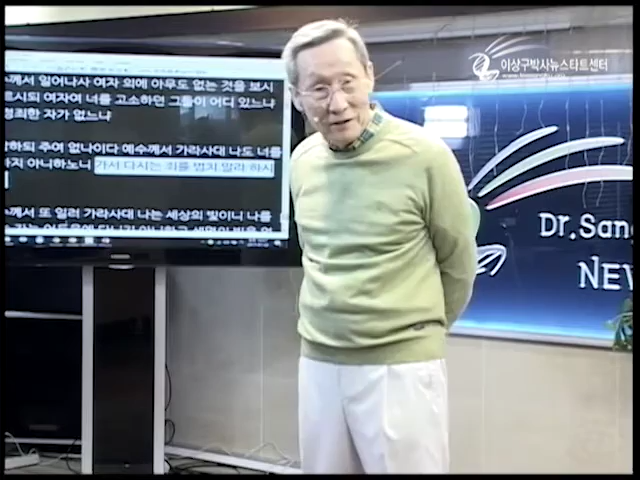 께서 일어나사 여자 외에 아무도 없는 것을 보시
르시되 여자여 너를 고소하던 그들이 어디 있느냐
정죄한 자가 없느냐
하되 주여 없나이다 예수께서 가라사대 나도 너를
하지 아니하노니 가서 다시는 죄를 범치 말라 하시
께서 또 일러 가라사대 나는 세상의 빛이니 나를
이상구박사뉴스타트센터
Dr.Sang
NEW